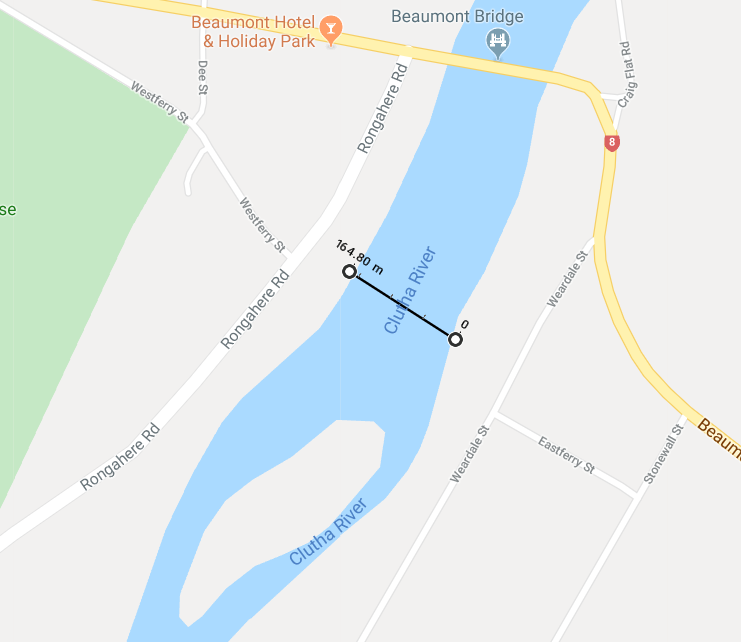 Beaumont Bridge
Beaumont Hotel
& Holiday Park
Dee St
Westferry St
Rongahere Rd
Craig Flat Rd
8
se
Westferry St
164.80 m
Clutha River
0
Weardale St
Rongahere Rd
Rongahere Rd
Weardale St
Eastferry St
Stonewall St
Beaum
Clutha River